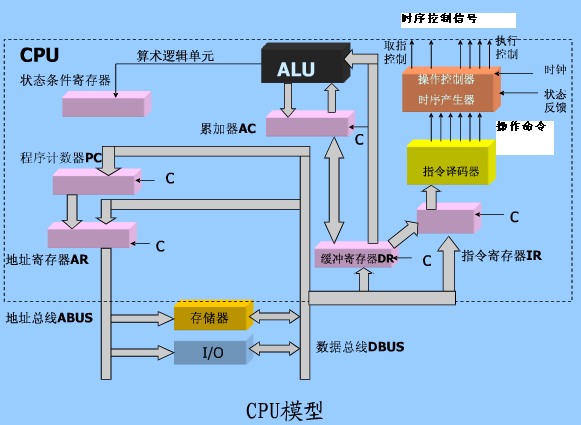 时序控制信号
CPU
算术逻辑单元
ALU
取指
控制
执行
控制
操作控制器
时序产生器
时钟
状态
反馈
状态条件寄存器
累加器AC
C
操作命令
指令译码器
程序计数器PC
C
C
地址寄存器AR
C
缓冲寄存器DR
C
指令寄存器IR
地址总线ABUS
存储器
I/O
数据总线DBUS
CPU模型